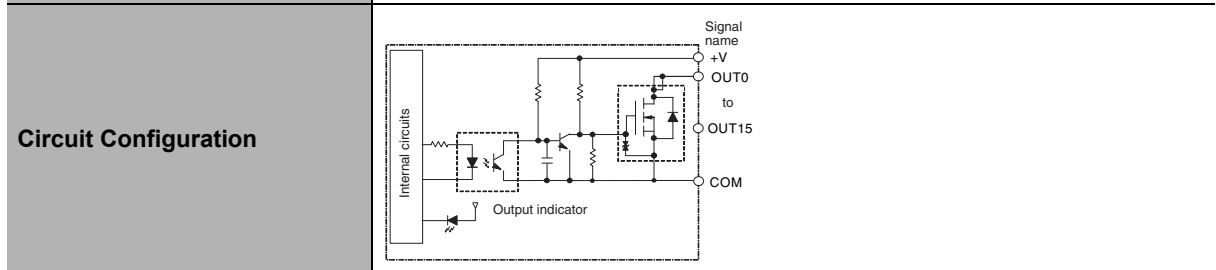 Circuit Configuration
Signal
name
+V
OUT0
to
OUT15
COM
Internal circuits
Output indicator